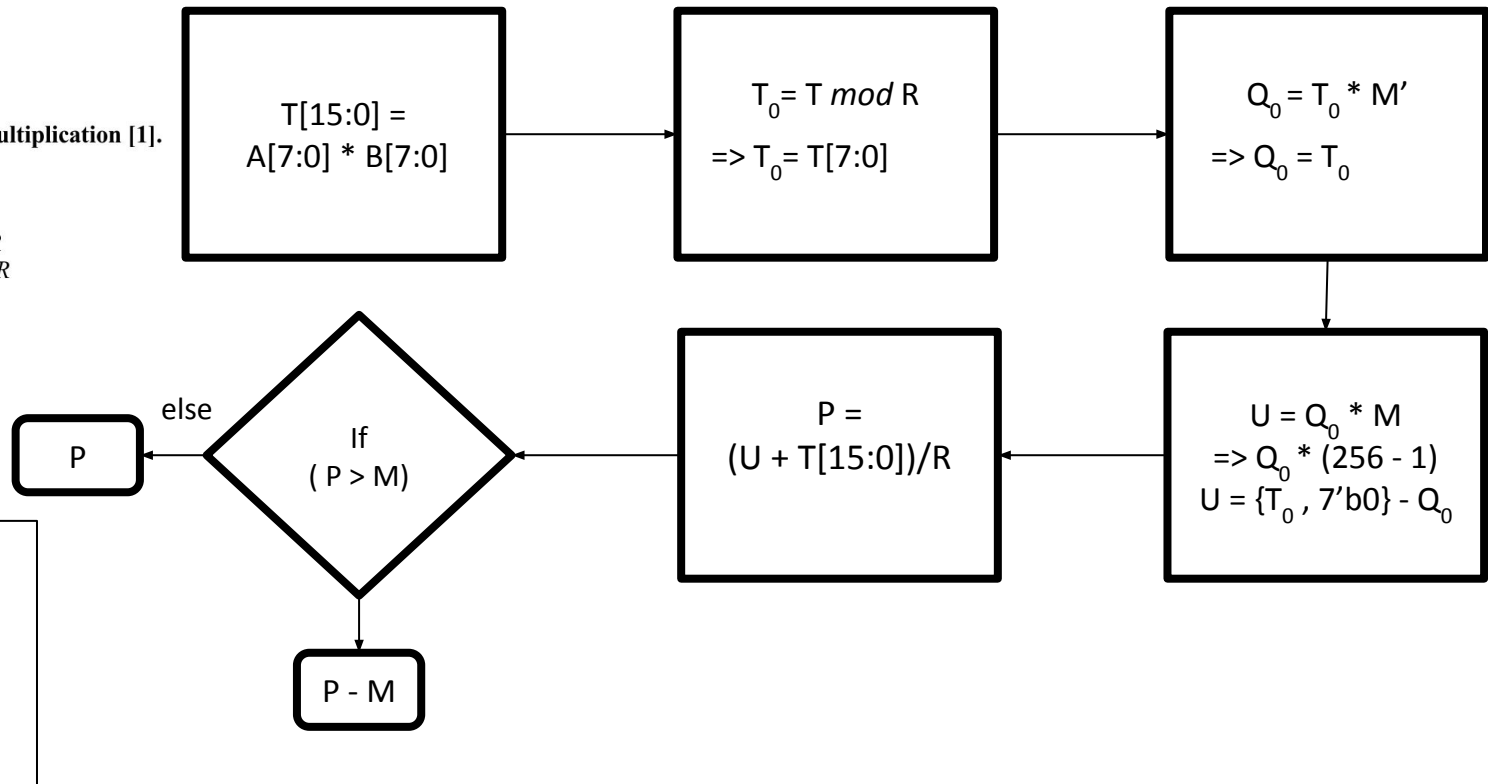 ultiplication [1].
R
T[15:0] =
A[7:0] * B[7:0]
T₀= T mod R
=> T₀= T[7:0]
Q₀ = T₀ * M’
=> Q₀ = T₀
U = Q₀ * M
=> Q₀ * (256 - 1)
U = {T₀ , 7’b0} - Q₀
P =
(U + T[15:0])/R
If
( P > M)
else
P
P - M